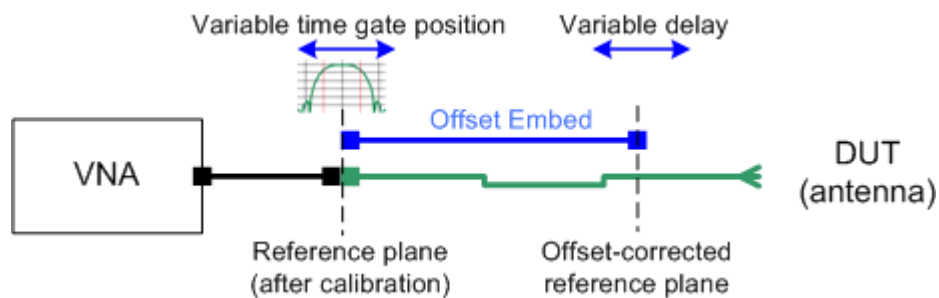 Variable time gate position
Variable delay
Offset Embed
VNA
DUT
(antenna)
Reference plane
(after calibration)
Offset-corrected
reference plane